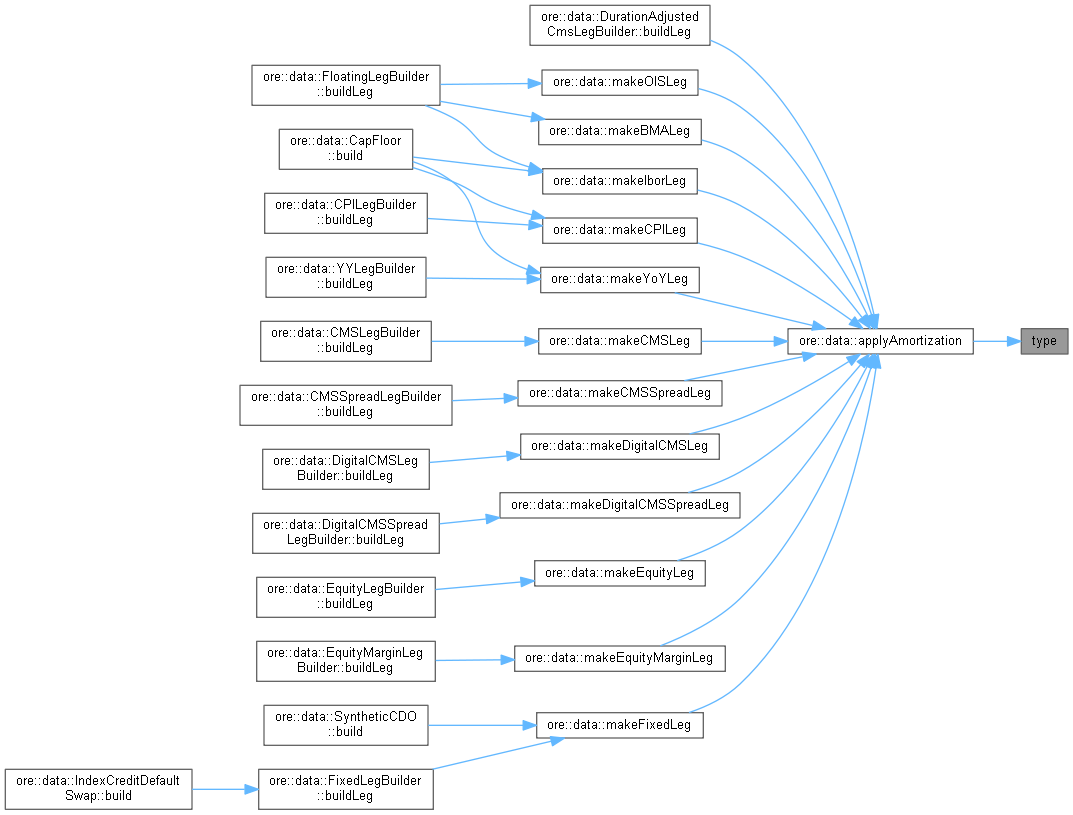 ore::data::DurationAdjusted
CmsLegBuilder::buildLeg
ore::data::FloatingLegBuilder
::buildLeg
ore::data::makeOISLeg
ore::data::makeBMALeg
ore::data::CapFloor
::build
ore::data::makeIborLeg
ore::data::CPILegBuilder
::buildLeg
ore::data::makeCPILeg
ore::data::YYLegBuilder
::buildLeg
ore::data::makeYoYLeg
ore::data::CMSLegBuilder
::buildLeg
ore::data::makeCMSLeg
ore::data::applyAmortization
type
ore::data::CMSSpreadLegBuilder
::buildLeg
ore::data::makeCMSSpreadLeg
ore::data::DigitalCMSLeg
Builder::buildLeg
ore::data::makeDigitalCMSLeg
ore::data::DigitalCMSSpread
LegBuilder::buildLeg
ore::data::makeDigitalCMSSpreadLeg
ore::data::EquityLegBuilder
::buildLeg
ore::data::makeEquityLeg
ore::data::EquityMarginLeg
Builder::buildLeg
ore::data::makeEquityMarginLeg
ore::data::SyntheticCDO
::build
ore::data::makeFixedLeg
ore::data::IndexCreditDefault
Swap::build
ore::data::FixedLegBuilder
::buildLeg